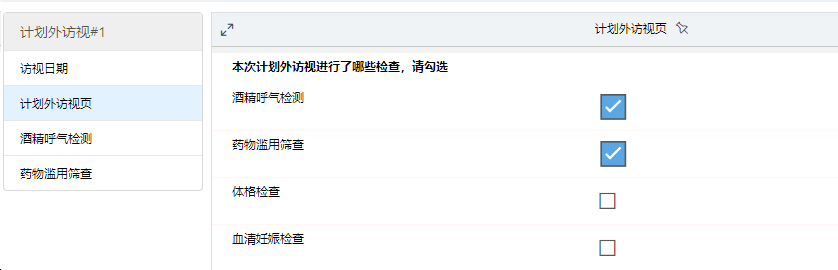 计划外访视#1
访视日期
计划外访视页
酒精呼气检测
药物滥用筛查
计划外访视页
本次计划外访视进行了哪些检查，请勾选
酒精呼气检测
药物滥用筛查
体格检查
血清妊娠检查